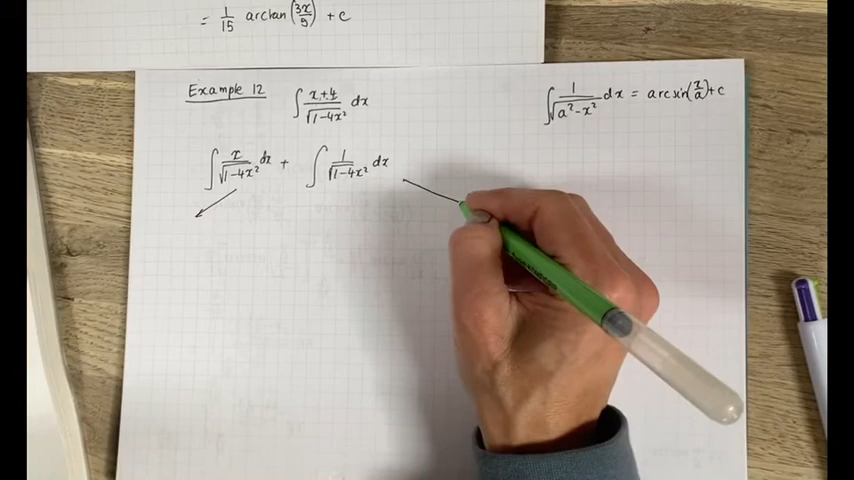 = 1/15 arctan(3x/5) + c
Example 12 ∫ x+4/√1-4x² dx
∫ 1/√a²-x² dx = arcsin(x/a)+c
∫ x/√1-4x² dx + ∫ 1/√1-4x² dx